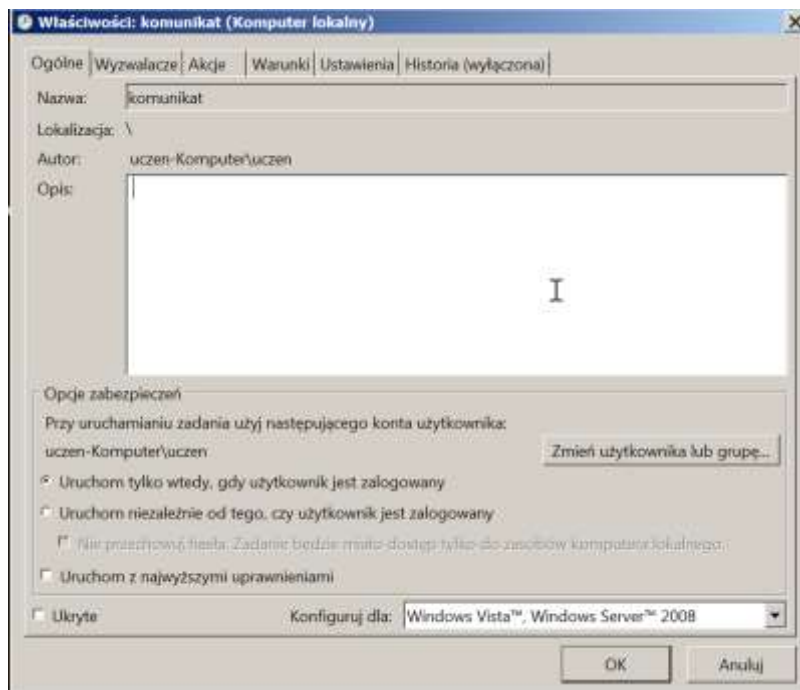 Właściwości: komunikat (Komputer lokalny)
Ogólne Wyzwalacze Akcje Warunki Ustawienia Historia (wyłączona)
Nazwa: komunikat
Lokalizacja: \
Autor: uczen-Komputer\uczen
Opis:
Opcje zabezpieczeń
Przy uruchamianiu zadania użyj następującego konta użytkownika:
uczen-Komputer\uczen Zmień użytkownika lub grupę...
Uruchom tylko wtedy, gdy użytkownik jest zalogowany
Uruchom niezależnie od tego, czy użytkownik jest zalogowany
Nie przechowuj hasła. Zadanie będzie miało dostęp tylko do zasobów komputera lokalnego.
Uruchom z najwyższymi uprawnieniami
Ukryte Konfiguruj dla: Windows Vista™, Windows Server™ 2008
OK Anuluj